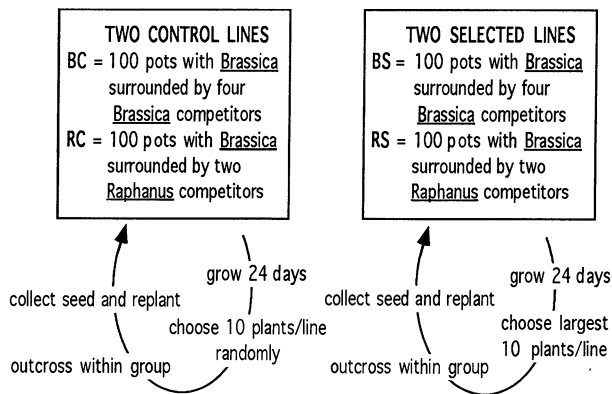 TWO CONTROL LINES
BC = 100 pots with Brassica
surrounded by four
Brassica competitors
RC = 100 pots with Brassica
surrounded by two
Raphanus competitors
grow 24 days
collect seed and replant
choose 10 plants/line
randomly
outcross within group
TWO SELECTED LINES
BS = 100 pots with Brassica
surrounded by four
Brassica competitors
RS = 100 pots with Brassica
surrounded by two
Raphanus competitors
grow 24 days
collect seed and replant
choose largest
10 plants/line
outcross within group